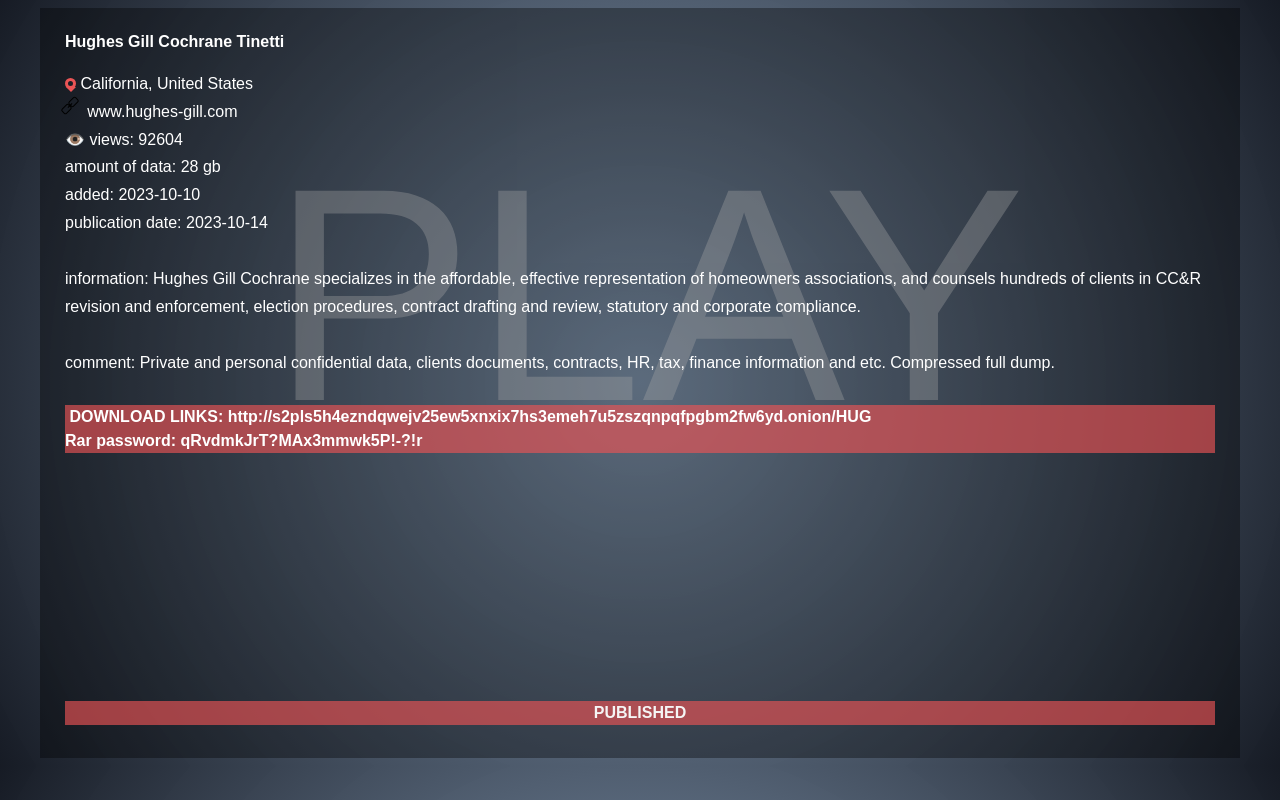 Hughes Gill Cochrane Tinetti
California, United States
www.hughes-gill.com
views: 92604
amount of data: 28 gb
added: 2023-10-10
publication date: 2023-10-14
PLAY
information: Hughes Gill Cochrane specializes in the affordable, effective representation of homeowners associations, and counsels hundreds of clients in CC&R
revision and enforcement, election procedures, contract drafting and review, statutory and corporate compliance.
comment: Private and personal confidential data, clients documents, contracts, HR, tax, finance information and etc. Compressed full dump.
DOWNLOAD LINKS: http://s2pls5h4ezndqwejv25ew5xnxix7hs3emeh7u5zszqnpqfpgbm2fw6yd.onion/HUG
Rar password: qRvdmkJrT?MAx3mmwk5P!-?!r
PUBLISHED